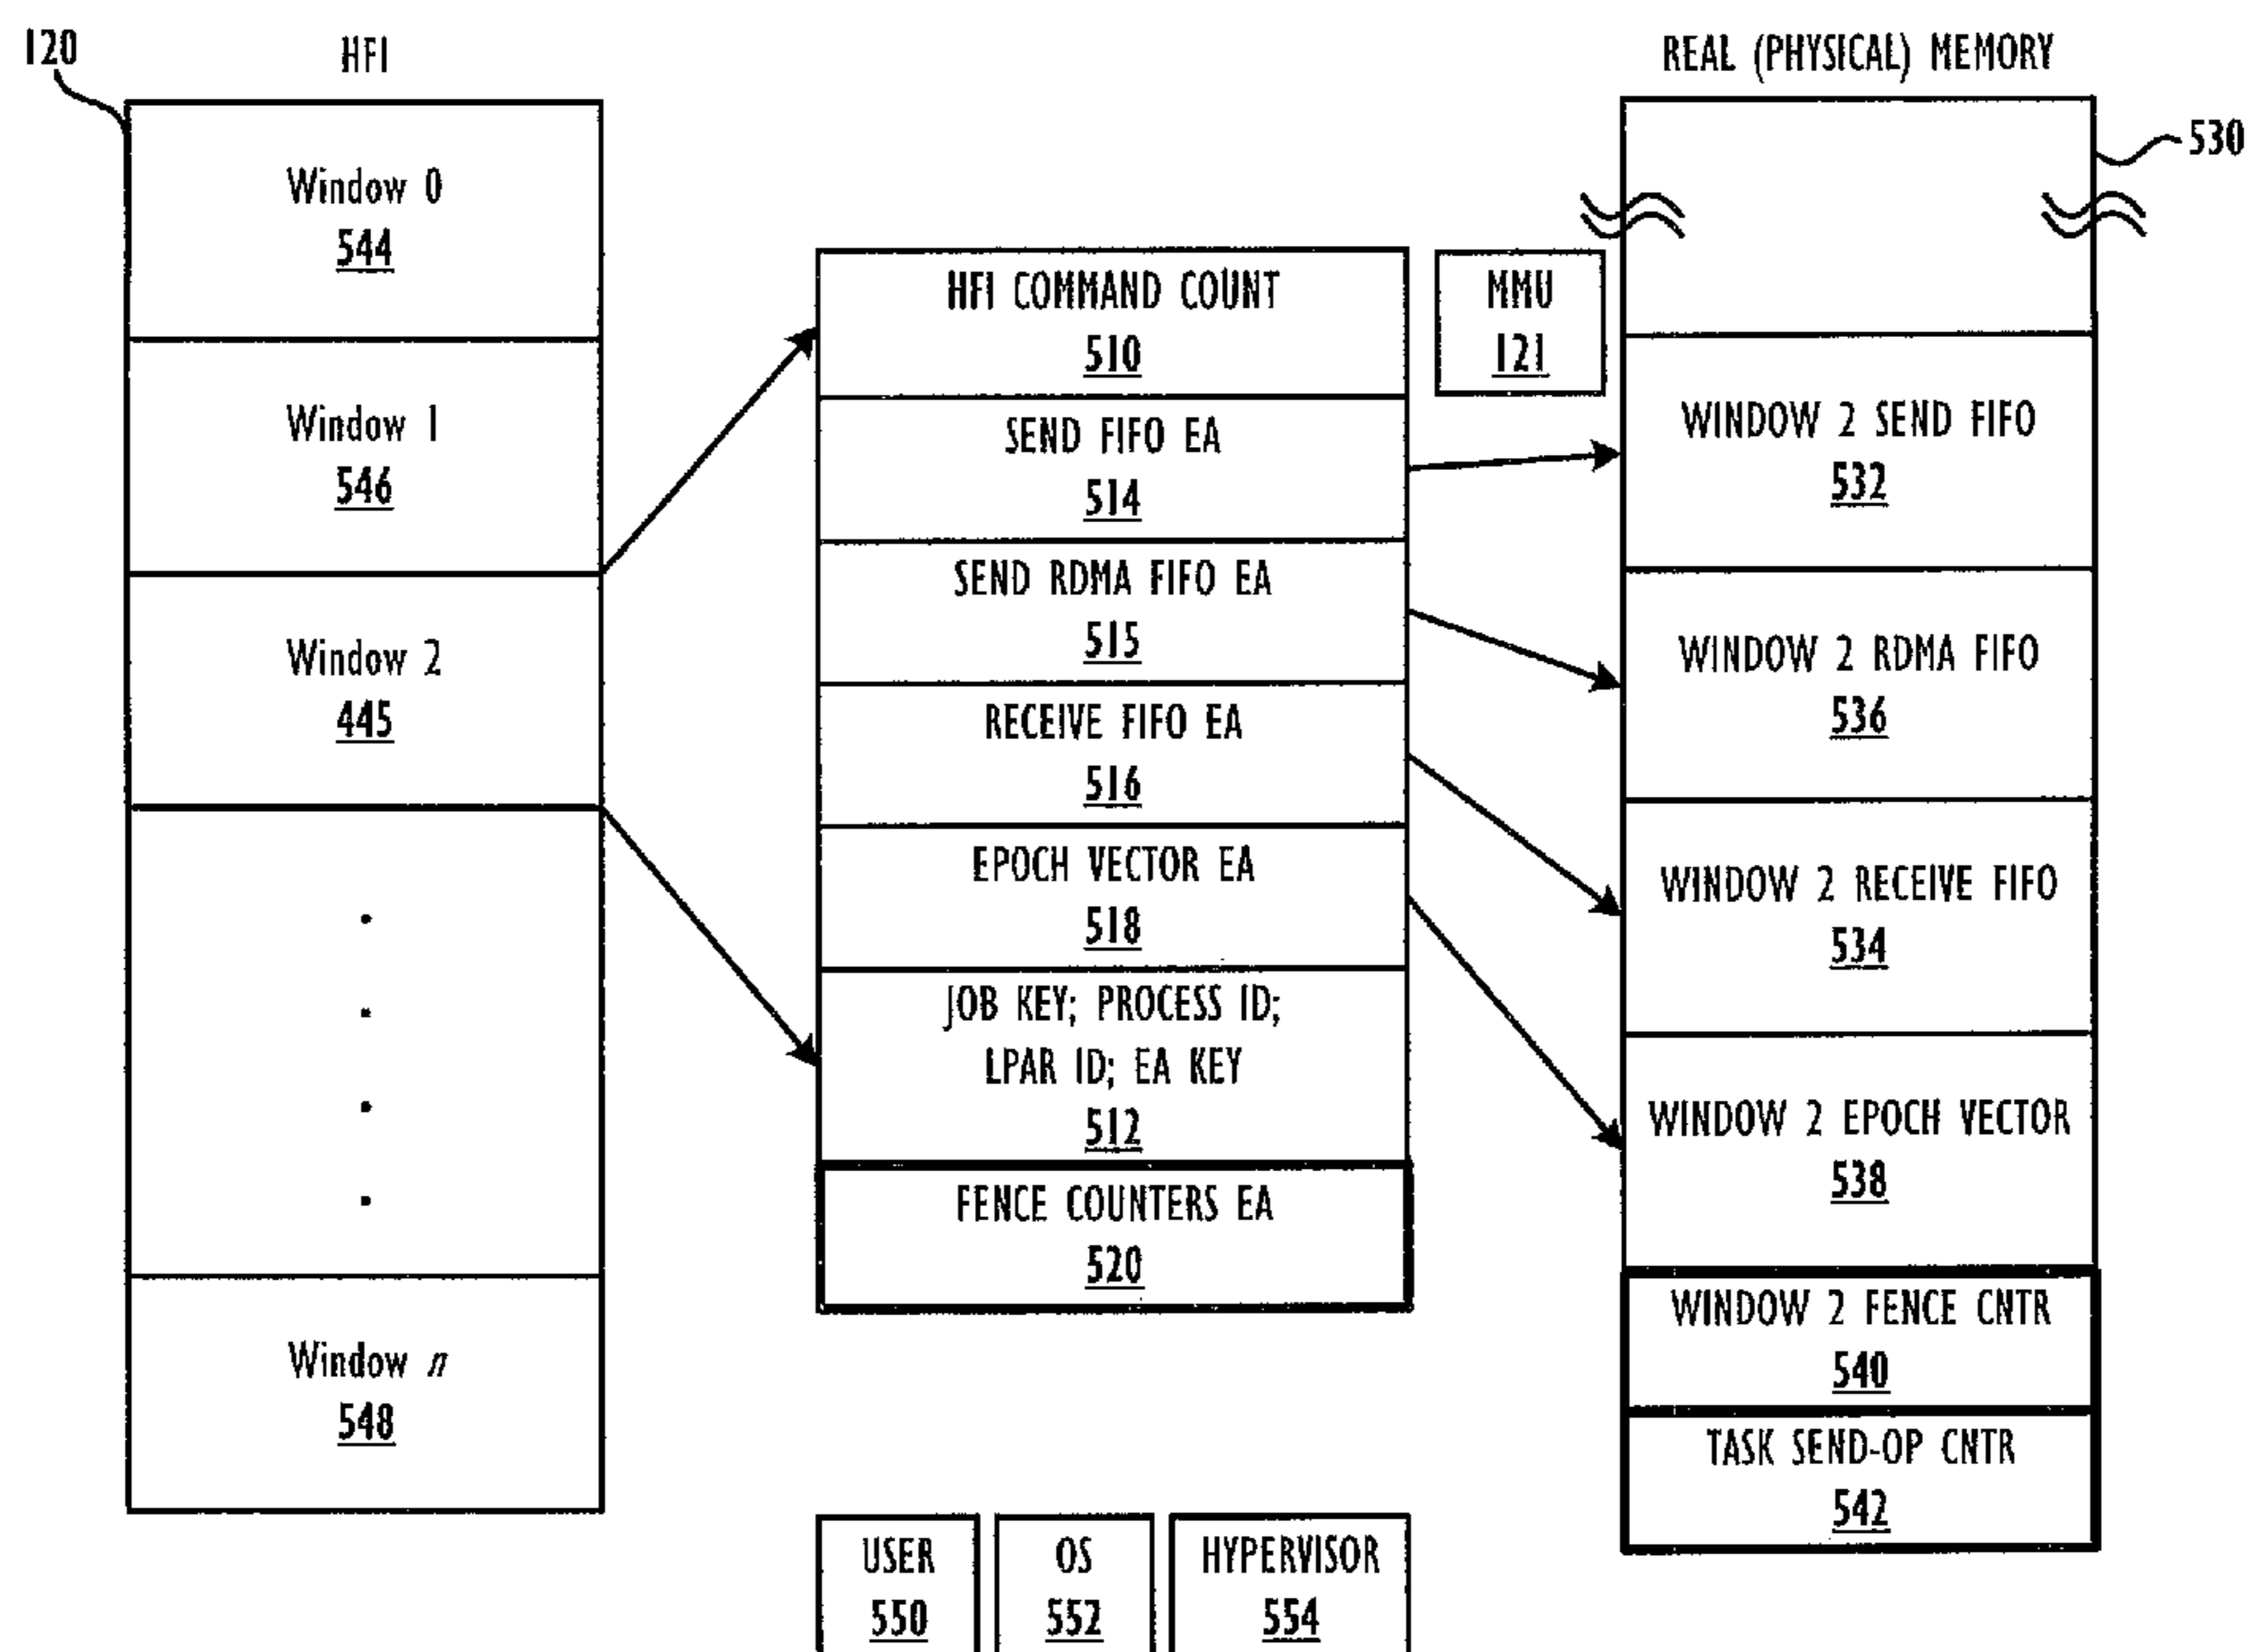 120
HFI
Window 0
544
Window 1
546
Window 2
445
Window n
548
HFI COMMAND COUNT
510
SEND FIFO EA
514
SEND RDMA FIFO EA
515
RECEIVE FIFO EA
516
EPOCH VECTOR EA
518
JOB KEY; PROCESS ID;
LPAR ID; EA KEY
512
FENCE COUNTERS EA
520
MMU
121
REAL (PHYSICAL) MEMORY
530
WINDOW 2 SEND FIFO
532
WINDOW 2 RDMA FIFO
536
WINDOW 2 RECEIVE FIFO
534
WINDOW 2 EPOCH VECTOR
538
WINDOW 2 FENCE CNTR
540
TASK SEND-OP CNTR
542
USER
550
OS
552
HYPERVISOR
554